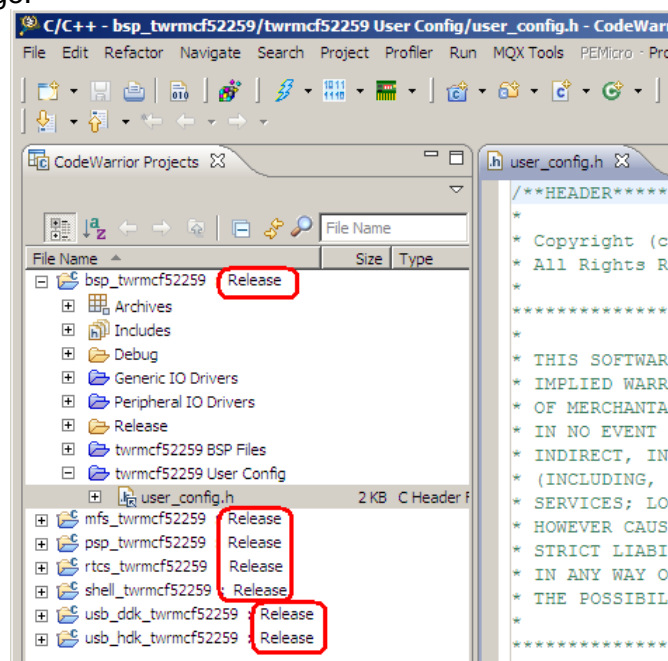 C/C++ - bsp_twrmcf52259/twrmcf52259 User Config/user_config.h - CodeWarr
File Edit Refactor Navigate Search Project Profiler Run MQX Tools PEMicro - Pro
CodeWarrior Projects
user_config.h
File Name
File Name Size Type
bsp_twrmcf52259 : Release
Archives
Includes
Debug
Generic IO Drivers
Peripheral IO Drivers
Release
twrmcf52259 BSP Files
twrmcf52259 User Config
user_config.h 2 KB C Header F
mfs_twrmcf52259 : Release
psp_twrmcf52259 Release
rtcs_twrmcf52259 Release
shell_twrmcf52259 : Release
usb_ddk_twrmcf52259 : Release
usb_hdk_twrmcf52259 : Release
/**HEADER*****
*
* Copyright (c
* All Rights R
*
**************
*
* THIS SOFTWAR
* IMPLIED WARR
* OF MERCHANTA
* IN NO EVENT
* INDIRECT, IN
* (INCLUDING,
* SERVICES; LO
* HOWEVER CAUS
* STRICT LIABI
* IN ANY WAY O
* THE POSSIBIL
*
**************